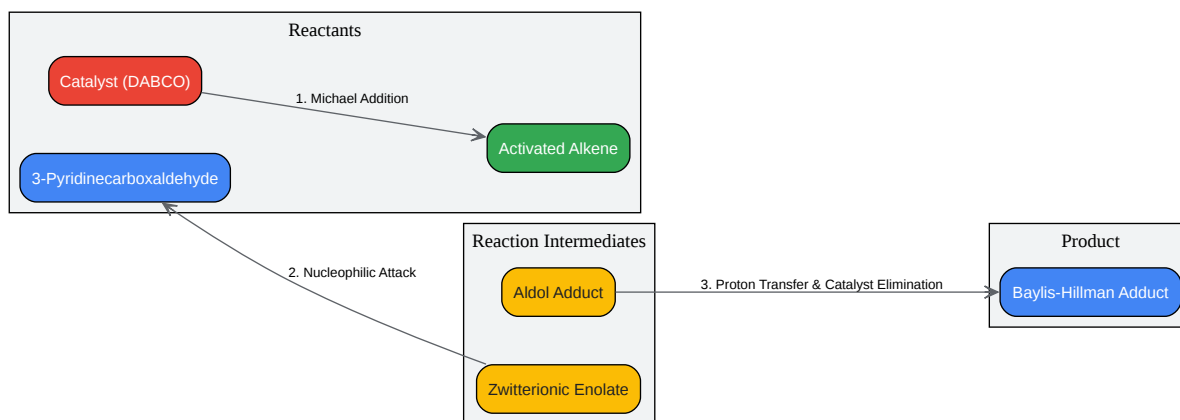 Reactants
Catalyst (DABCO)
1. Michael Addition
Activated Alkene
3-Pyridinecarboxaldehyde
Reaction Intermediates
Product
2. Nucleophilic Attack
Aldol Adduct
3. Proton Transfer & Catalyst Elimination
Baylis-Hillman Adduct
Zwitterionic Enolate